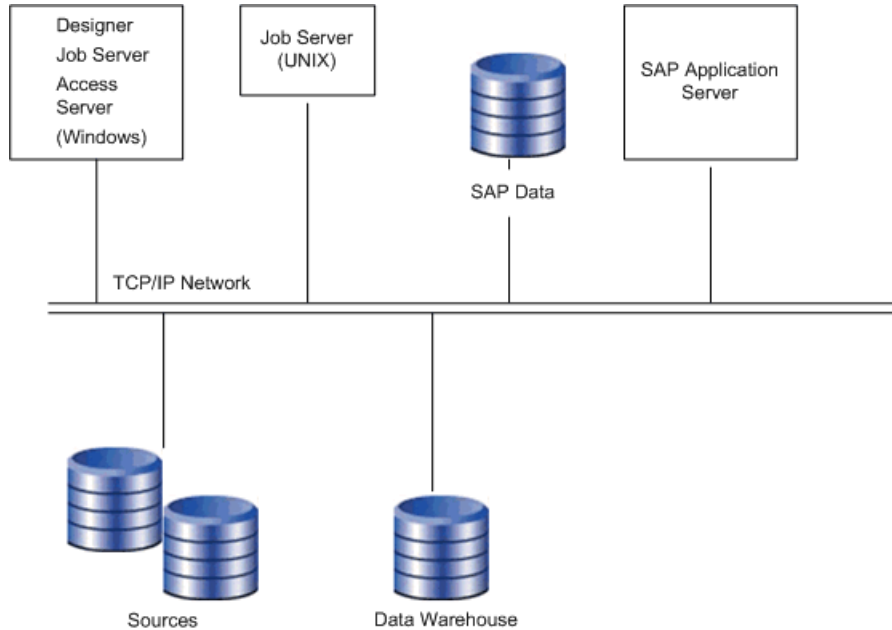 Designer
Job Server
Access
Server
(Windows)
Job Server
(UNIX)
SAP Data
SAP Application
Server
TCP/IP Network
Sources
Data Warehouse